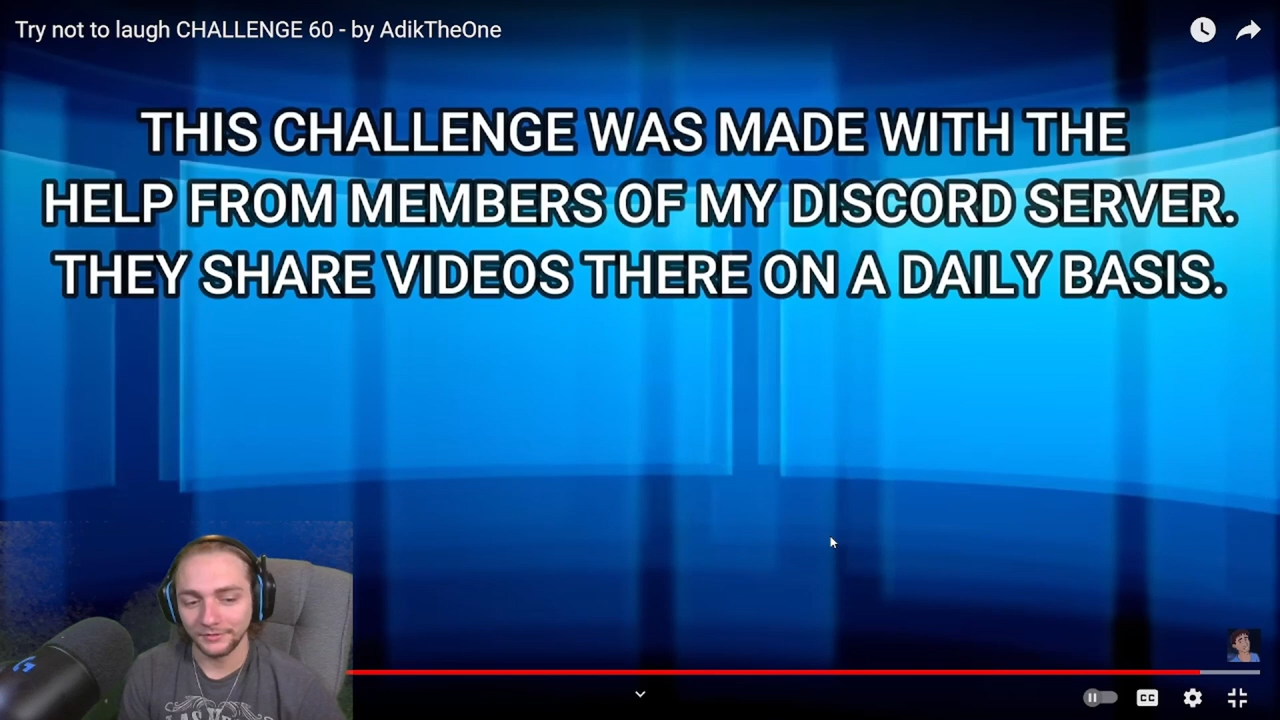 Try not to laugh CHALLENGE 60 - by AdikTheOne
THIS CHALLENGE WAS MADE WITH THE
HELP FROM MEMBERS OF MY DISCORD SERVER.
THEY SHARE VIDEOS THERE ON A DAILY BASIS.
CC